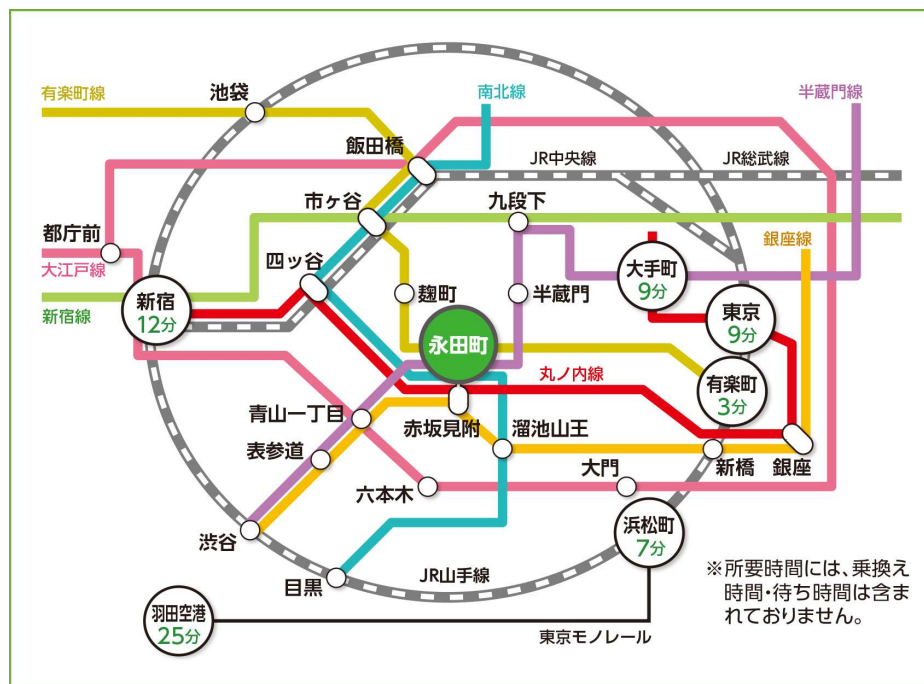 有楽町線
池袋
南北線
半蔵門線
飯田橋
JR中央線
JR総武線
市ヶ谷
九段下
都庁前
大江戸線
四ッ谷
銀座線
新宿
12分
新宿線
麹町
半蔵門
大手町
9分
東京
9分
永田町
丸ノ内線
有楽町
3分
青山一丁目
赤坂見附
溜池山王
表参道
新橋
銀座
六本木
大門
渋谷
浜松町
7分
目黒
JR山手線
※所要時間には、乗換え
時間・待ち時間は含ま
れておりません。
羽田空港
25分
東京モノレール